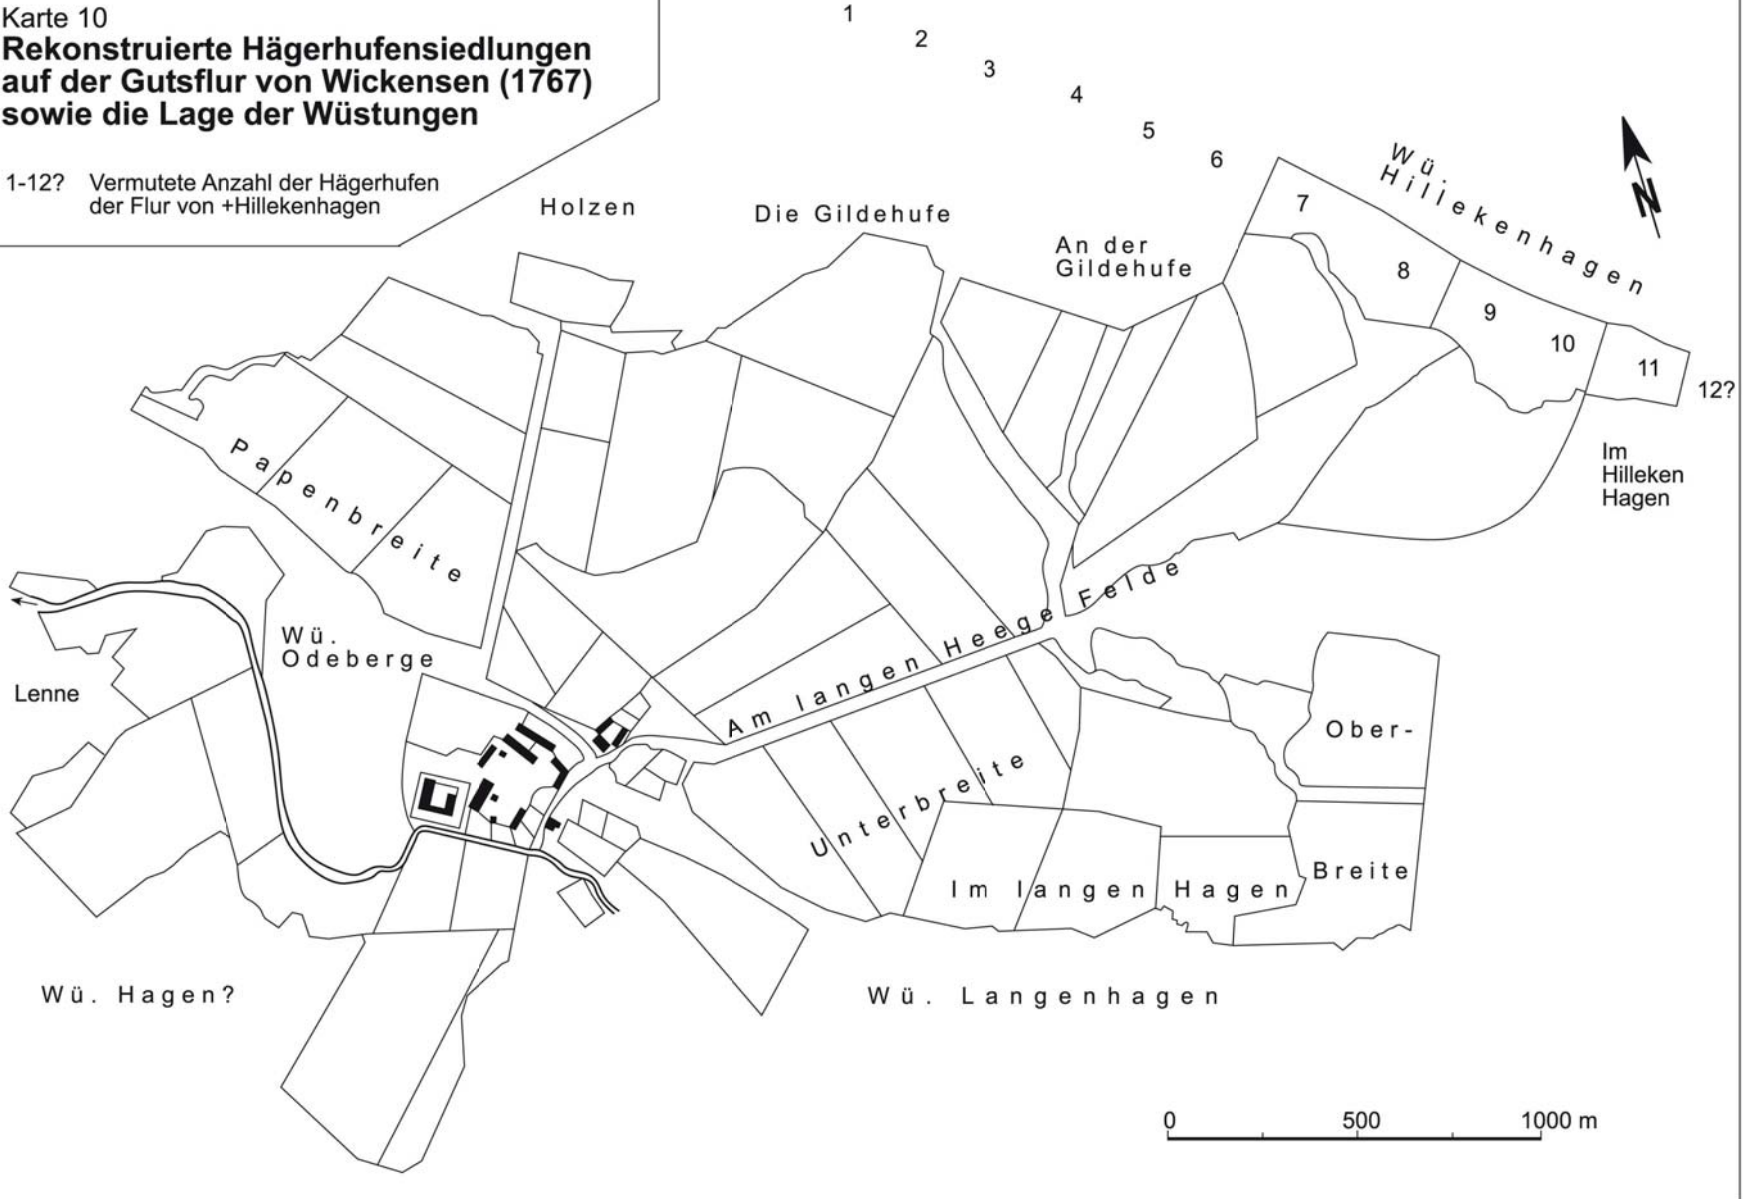 Karte 10
Rekonstruierte Hägerhufensiedlungen
auf der Gutsflur von Wickensen (1767)
sowie die Lage der Wüstungen
1-12? Vermutete Anzahl der Hägerhufen
der Flur von +Hillekenhagen
1
2
3
4
5
6
7
8
9
10
11
12?
Wü.
Hillekenhagen
N
Holzen
Die Gildehufe
An der
Gildehufe
Im
Hilleken
Hagen
Papenbreite
Wü.
Odeberge
Lenne
Am langen Heege Felde
Unterbreite
Ober-
Breite
Im langen Hagen
Wü. Hagen?
Wü. Langenhagen
0 500 1000 m